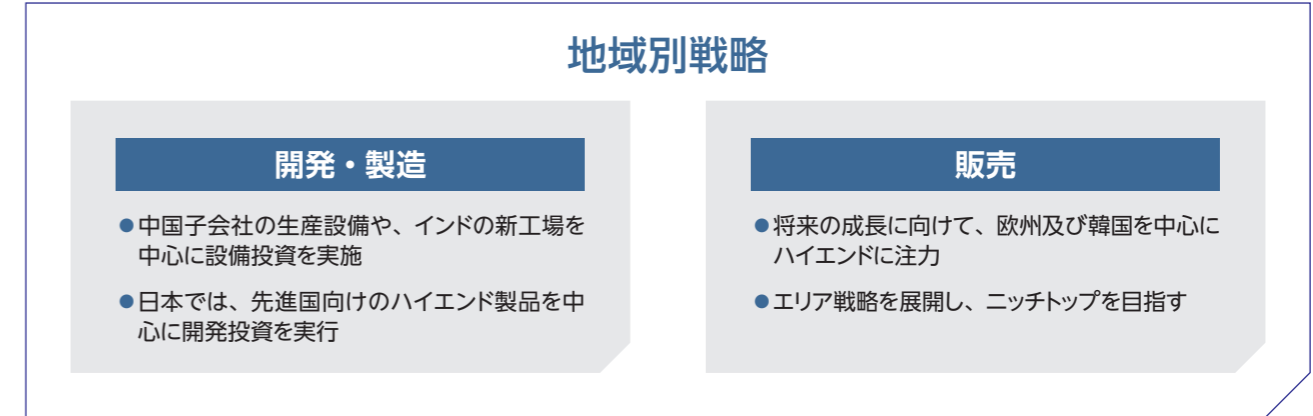 地域別戦略
開発・製造
●中国子会社の生産設備や、インドの新工場を
中心に設備投資を実施
●日本では、先進国向けのハイエンド製品を中
心に開発投資を実行
販売
●将来の成長に向けて、欧州及び韓国を中心に
ハイエンドに注力
●エリア戦略を展開し、ニッチトップを目指す